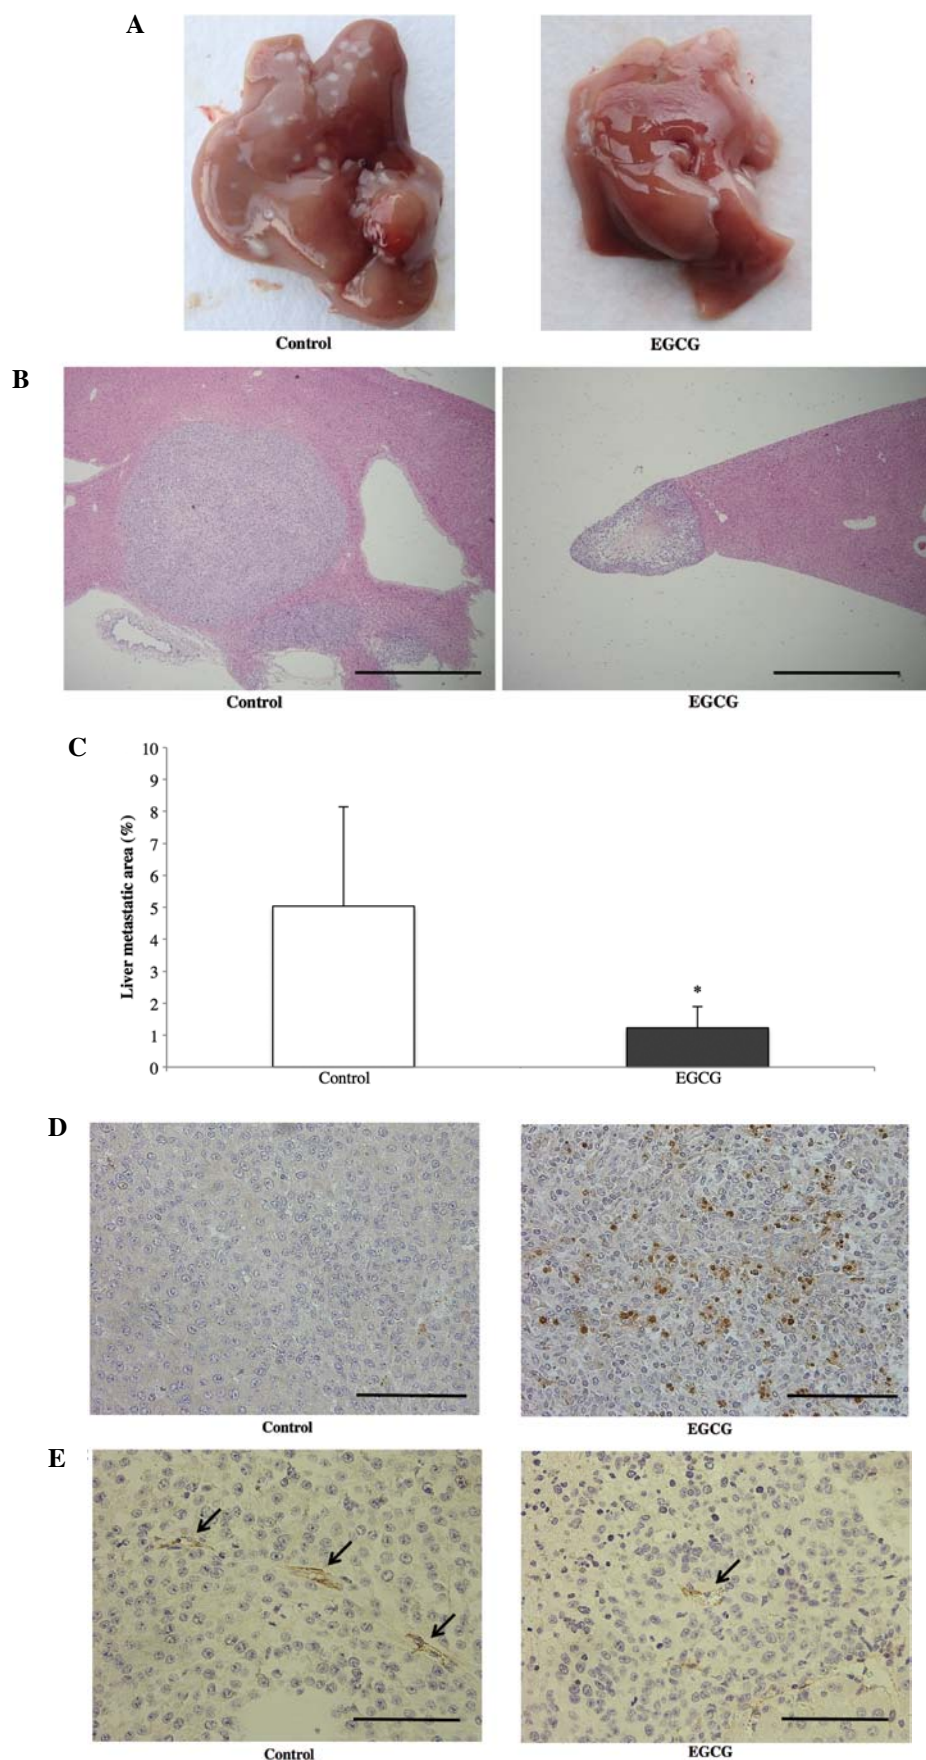 A
Control
EGCG
B
Control
EGCG
C
Liver metastatic area (%)
10
9
8
7
6
5
4
3
2
1
0
*
Control
EGCG
D
Control
EGCG
E
Control
EGCG